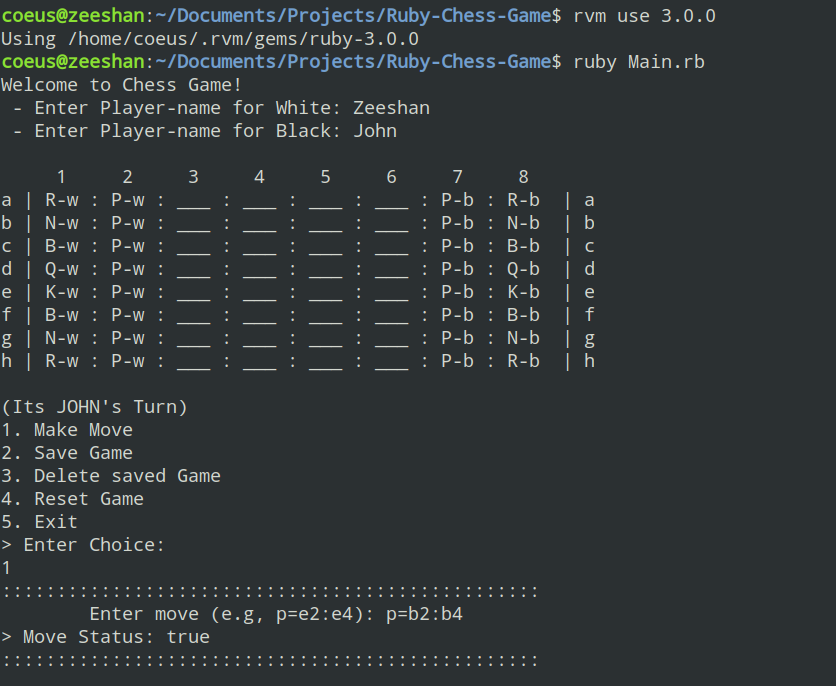 coeus@zeeshan:~/Documents/Projects/Ruby-Chess-Game$ rvm use 3.0.0
Using /home/coeus/.rvm/gems/ruby-3.0.0
coeus@zeeshan:~/Documents/Projects/Ruby-Chess-Game$ ruby Main.rb
Welcome to Chess Game!
 - Enter Player-name for White: Zeeshan
 - Enter Player-name for Black: John
     1     2     3     4     5     6     7     8
a | R-w : P-w : ___ : ___ : ___ : ___ : P-b : R-b  | a
b | N-w : P-w : ___ : ___ : ___ : ___ : P-b : N-b  | b
c | B-w : P-w : ___ : ___ : ___ : ___ : P-b : B-b  | c
d | Q-w : P-w : ___ : ___ : ___ : ___ : P-b : Q-b  | d
e | K-w : P-w : ___ : ___ : ___ : ___ : P-b : K-b  | e
f | B-w : P-w : ___ : ___ : ___ : ___ : P-b : B-b  | f
g | N-w : P-w : ___ : ___ : ___ : ___ : P-b : N-b  | g
h | R-w : P-w : ___ : ___ : ___ : ___ : P-b : R-b  | h
(Its JOHN's Turn)
1. Make Move
2. Save Game
3. Delete saved Game
4. Reset Game
5. Exit
> Enter Choice:
1
:::::::::::::::::::::::::::::::::::::::::::::::::
        Enter move (e.g, p=e2:e4): p=b2:b4
> Move Status: true
:::::::::::::::::::::::::::::::::::::::::::::::::